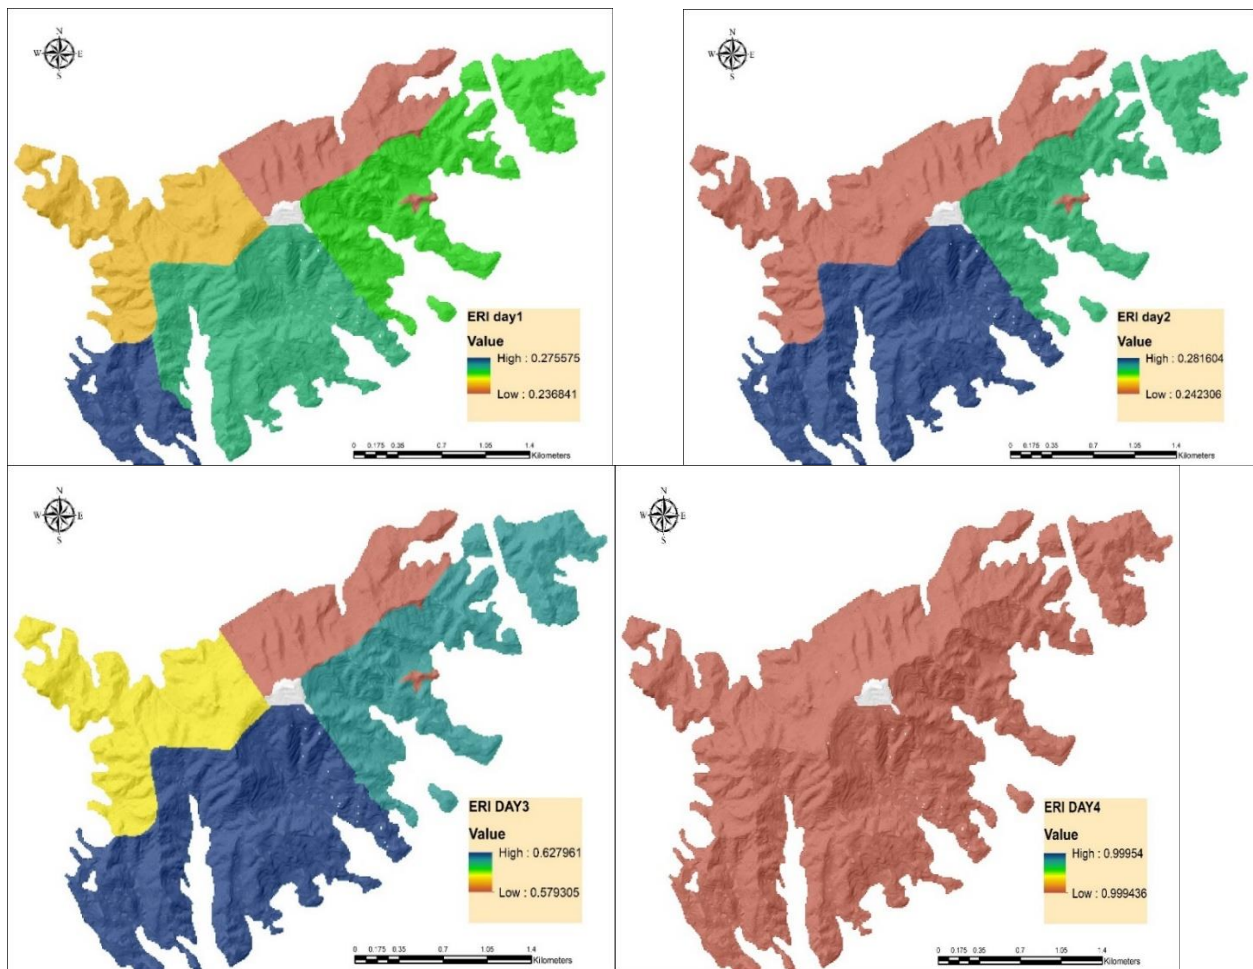 N
W E
S
ERI day1
Value
High : 0.275575
Low : 0.236841
0 0.175 0.35 0.7 1.05 1.4
Kilometers
N
W E
S
ERI day2
Value
High : 0.281604
Low : 0.242306
0 0.175 0.35 0.7 1.05 1.4
Kilometers
N
W E
S
ERI DAY3
Value
High : 0.627961
Low : 0.579305
0 0.175 0.35 0.7 1.05 1.4
Kilometers
N
W E
S
ERI DAY4
Value
High : 0.99954
Low : 0.999436
0 0.175 0.35 0.7 1.05 1.4
Kilometers